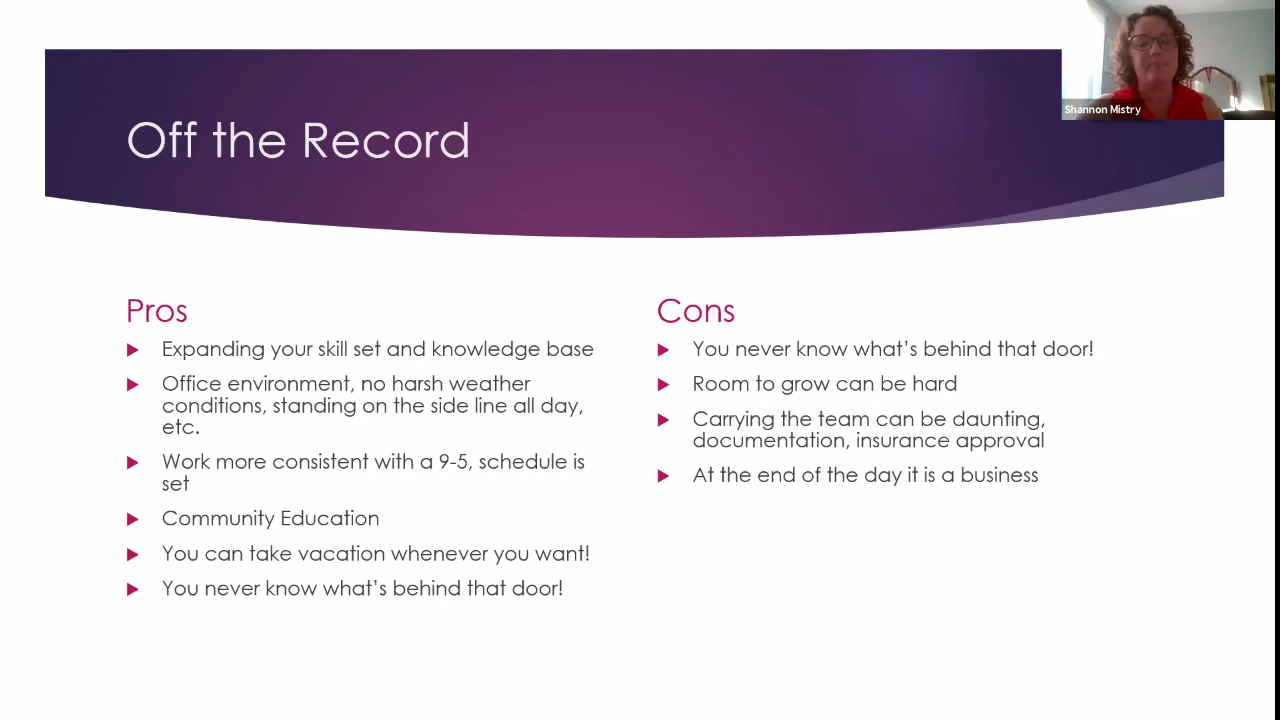 Shannon Mistry
Off the Record
Pros
Expanding your skill set and knowledge base
Office environment, no harsh weather
conditions, standing on the side line all day,
etc.
Work more consistent with a 9-5, schedule is
set
Community Education
You can take vacation whenever you want!
You never know what's behind that door!
Cons
You never know what's behind that door!
Room to grow can be hard
Carrying the team can be daunting,
documentation, insurance approval
At the end of the day it is a business